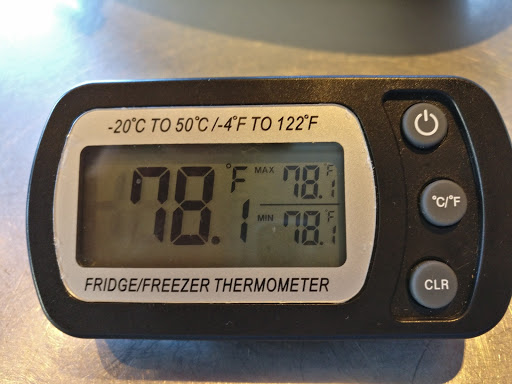 -20°C TO 50°C /-4°F TO 122°F
78.1 °F
MAX 78.1 °F
MIN 78.1 °F
°C/°F
CLR
FRIDGE/FREEZER THERMOMETER